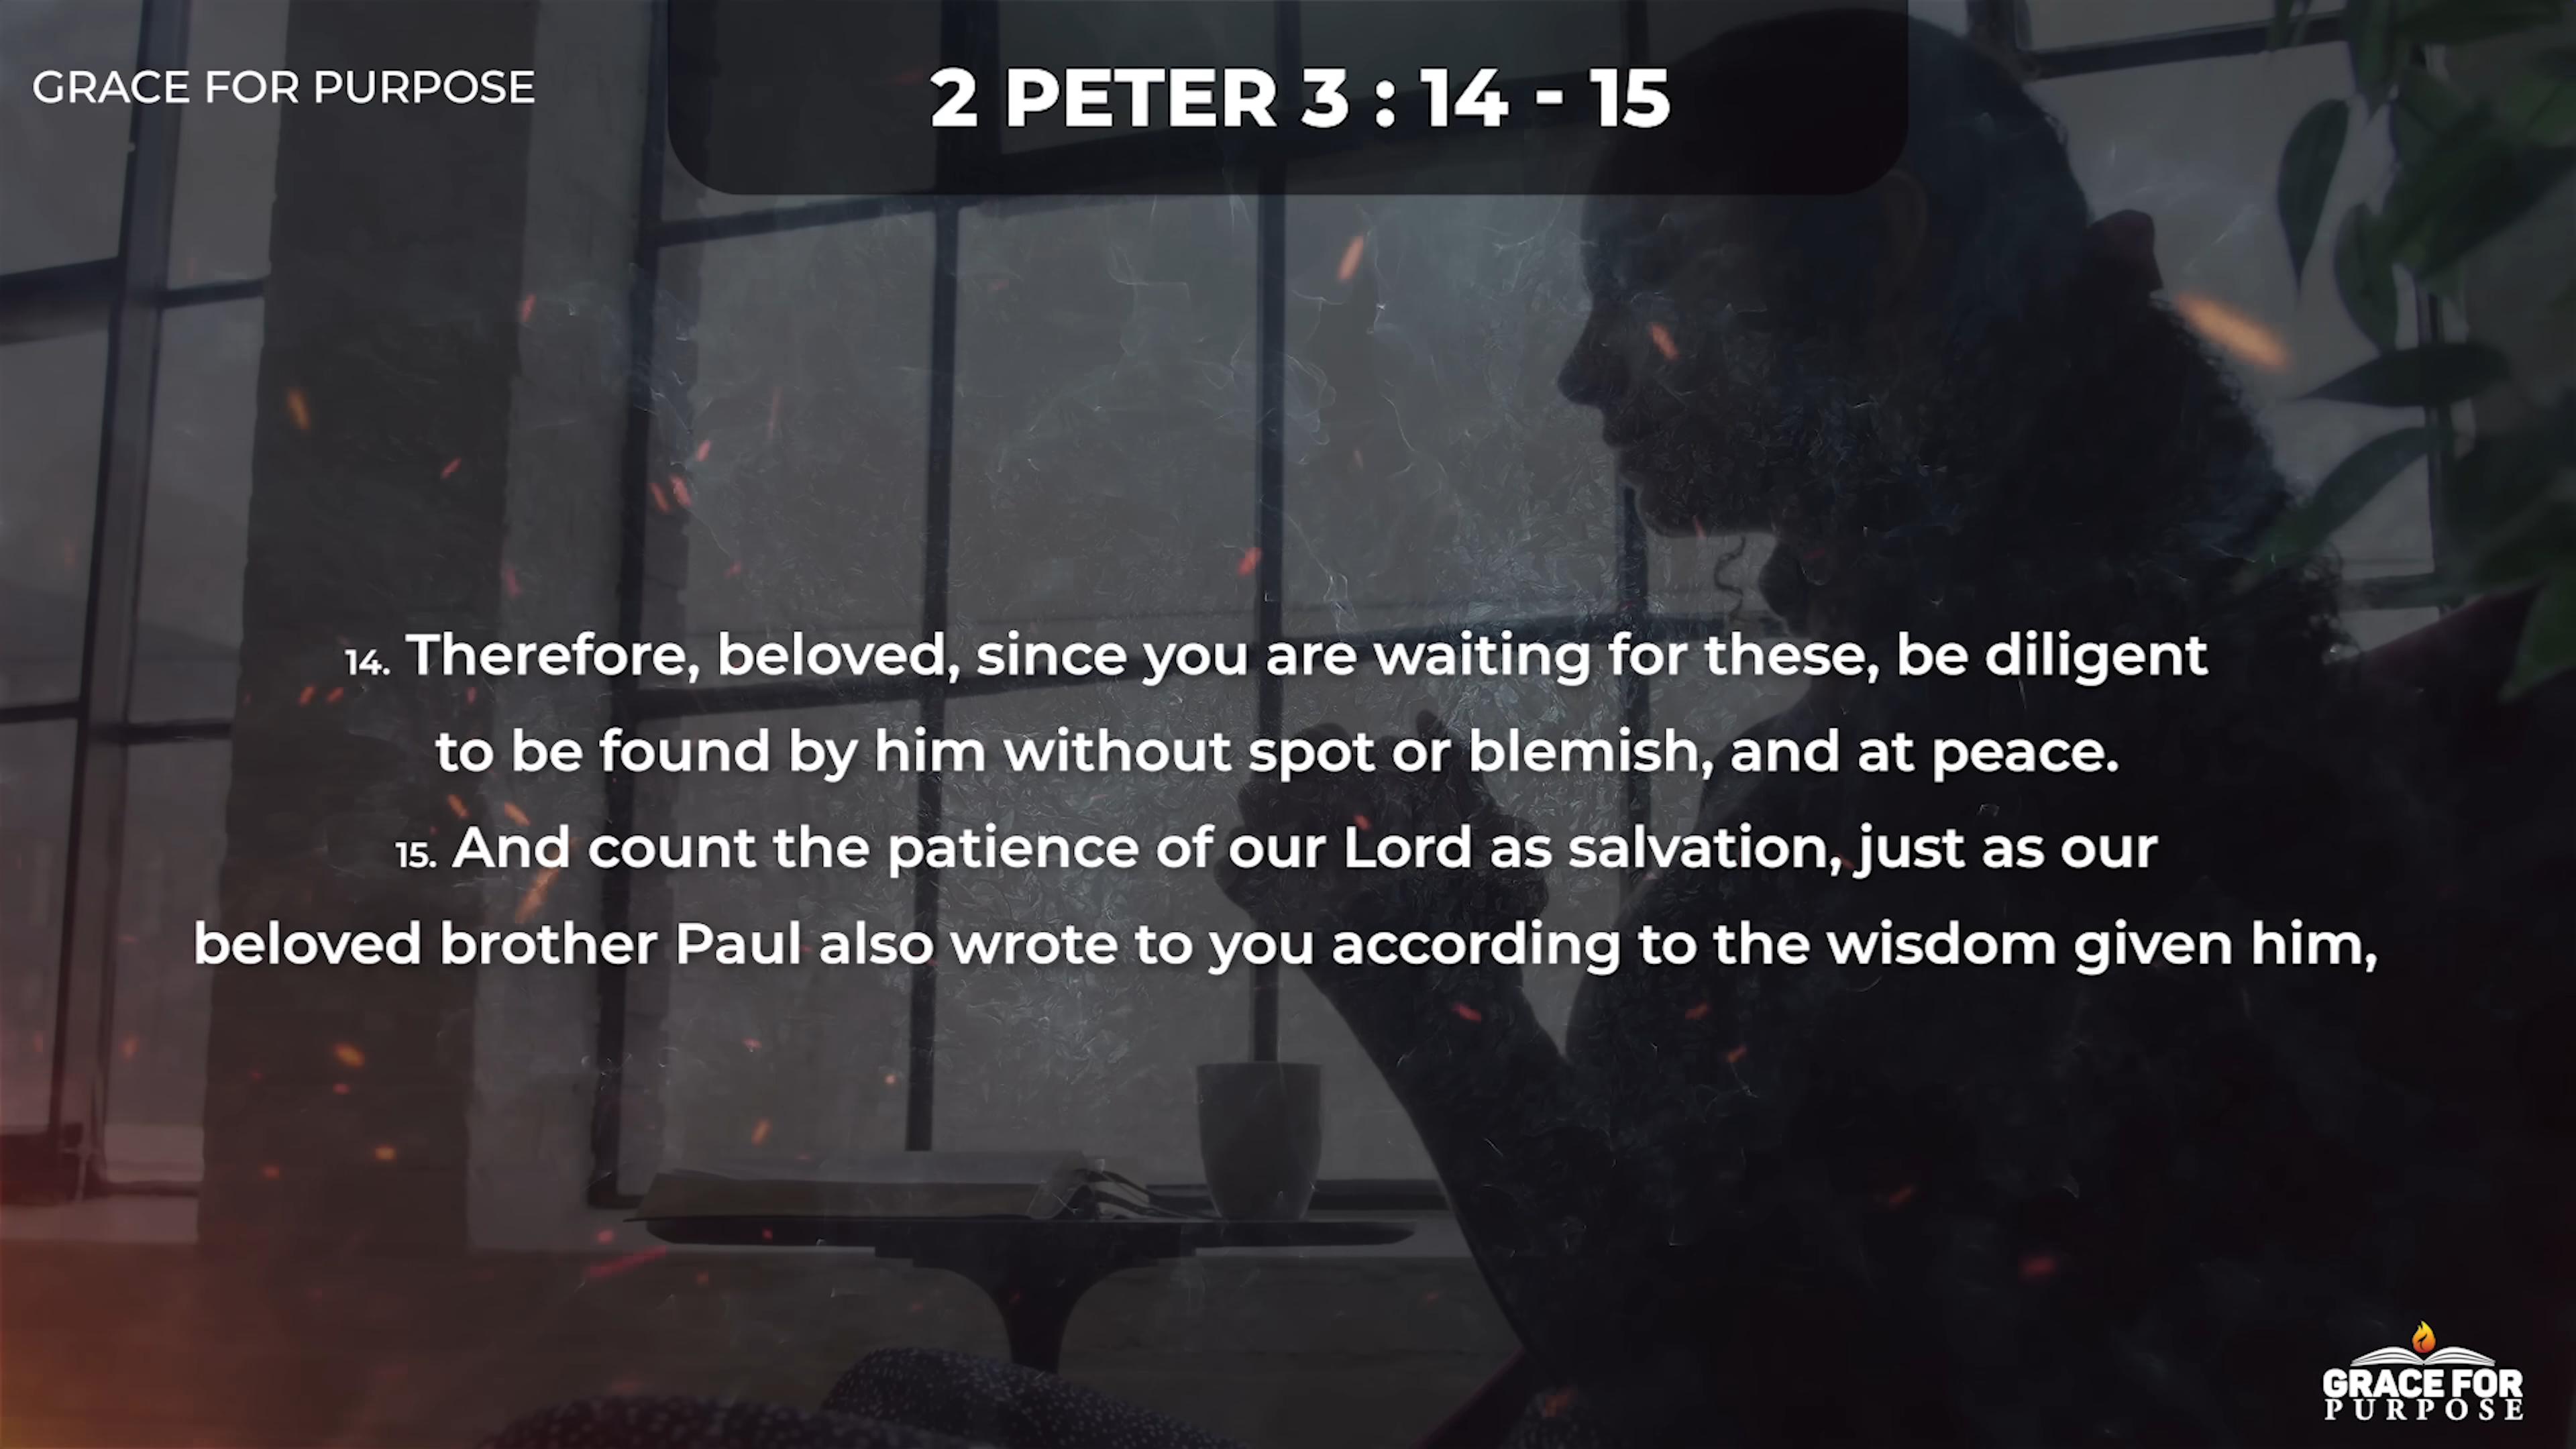 GRACE FOR PURPOSE
2 PETER 3 : 14 - 15
14. Therefore, beloved, since you are waiting for these, be diligent
to be found by him without spot or blemish, and at peace.
15. And count the patience of our Lord as salvation, just as our
beloved brother Paul also wrote to you according to the wisdom given him,
GRACE FOR
PURPOSE